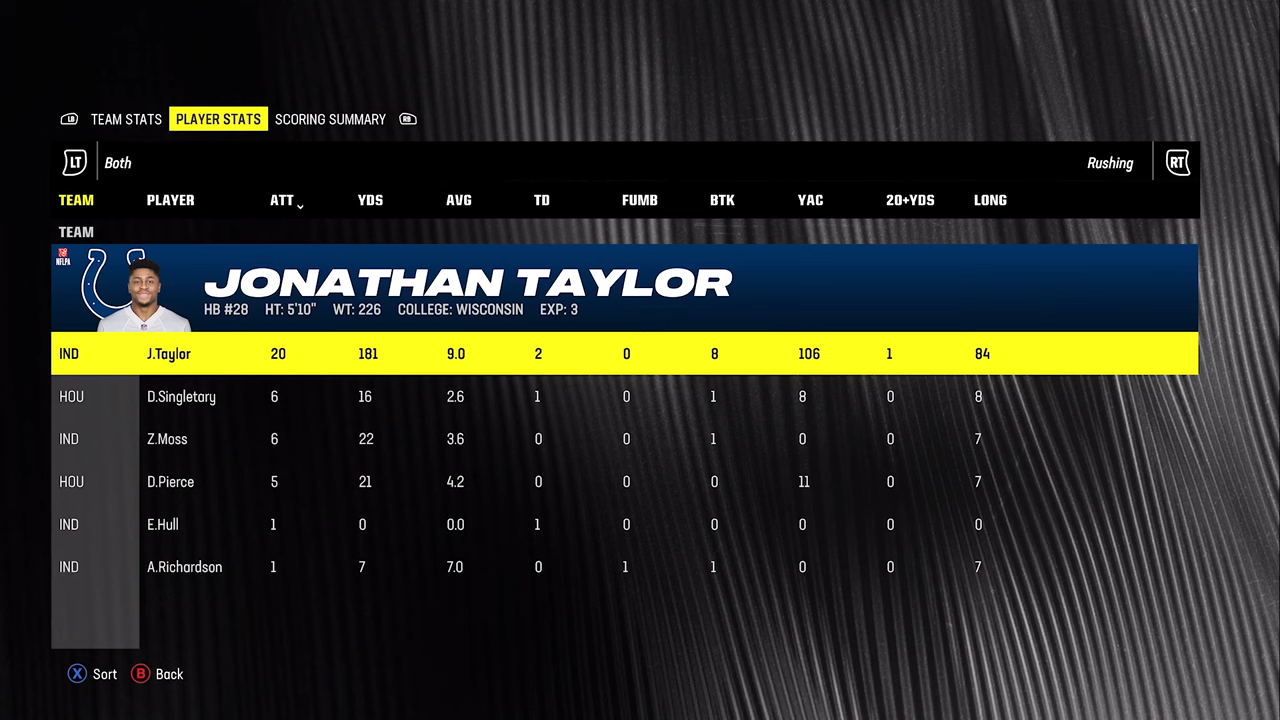 LB TEAM STATS PLAYER STATS SCORING SUMMARY RB
LT Both Rushing RT
TEAM PLAYER ATT YDS AVG TD FUMB BTK YAC 20+YDS LONG
TEAM
NFLPA
JONATHAN TAYLOR
HB #28 HT: 5'10" WT: 226 COLLEGE: WISCONSIN EXP: 3
IND J.Taylor 20 181 9.0 2 0 8 106 1 84
HOU D.Singletary 6 16 2.6 1 0 1 8 0 8
IND Z.Moss 6 22 3.6 0 0 1 0 0 7
HOU D.Pierce 5 21 4.2 0 0 0 11 0 7
IND E.Hull 1 0 0.0 1 0 0 0 0 0
IND A.Richardson 1 7 7.0 0 1 1 0 0 7
X Sort B Back